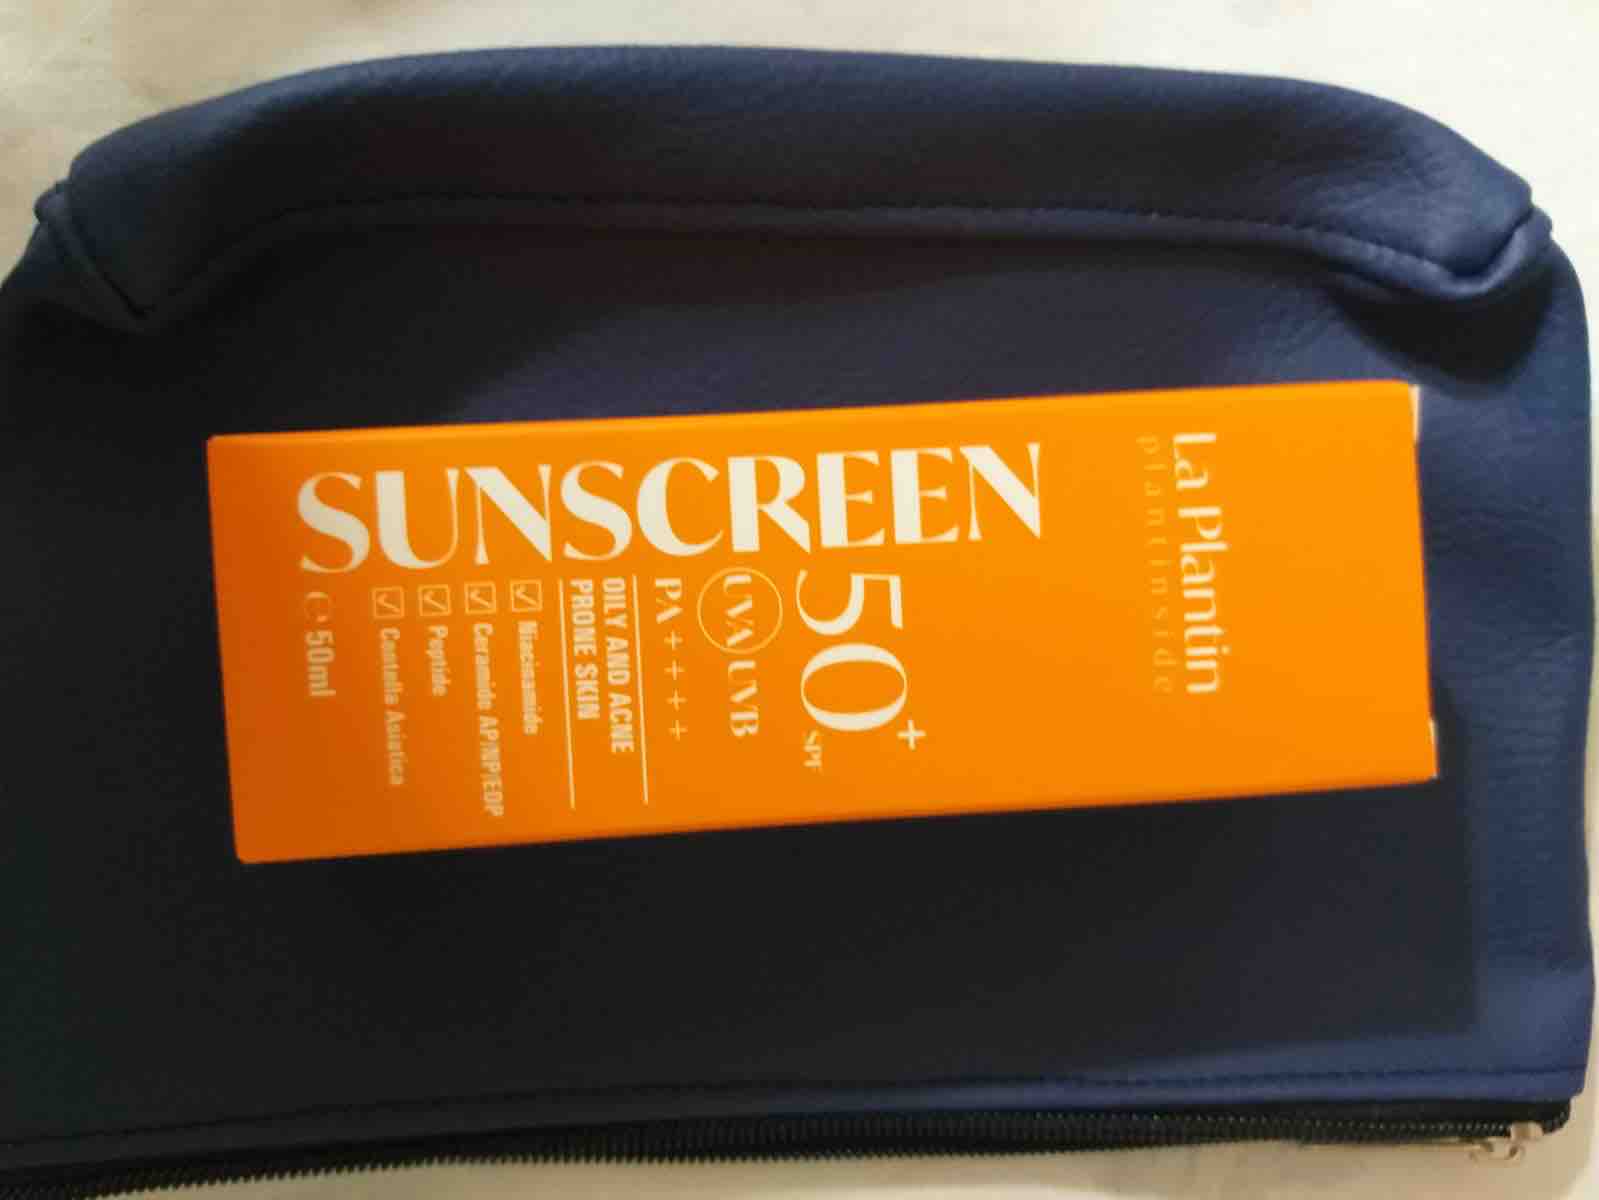 La Plantin
plantinside
50+
SPF
UVA UVB
PA++++
OILY AND ACNE
PRONE SKIN
Niacinamide
Ceramide AP/NP/EOP
Peptide
Centella Asiatica
e 50ml
SUNSCREEN